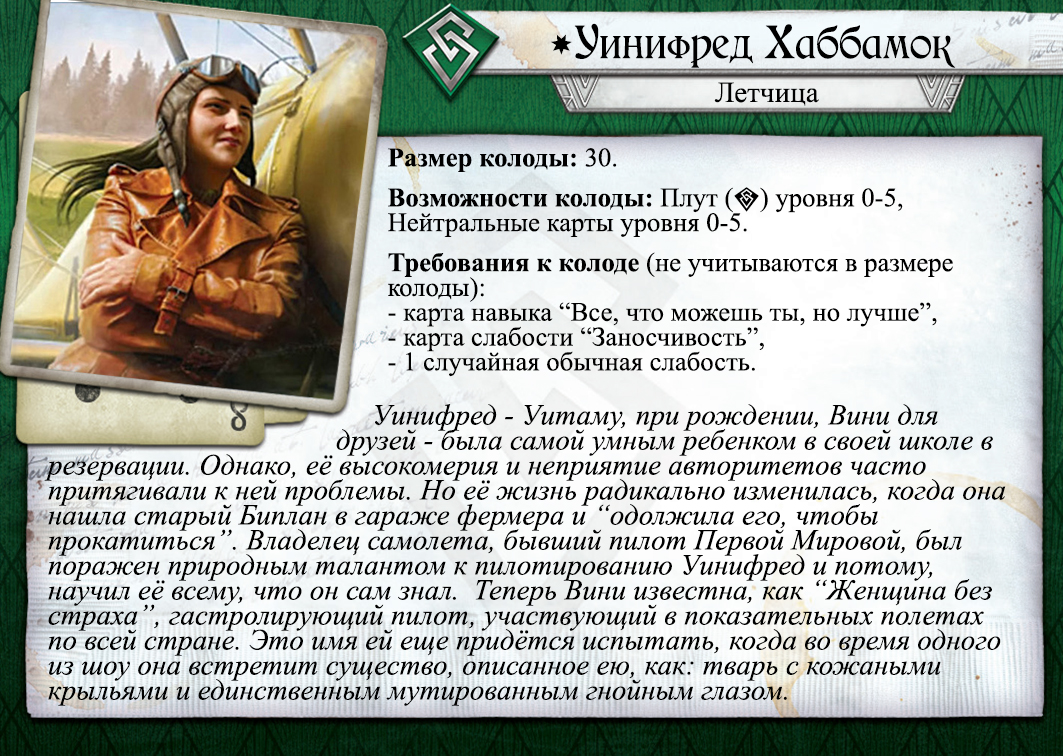 Уинифред Хаббамок
Летчица
Размер колоды: 30.
Возможности колоды: Плут () уровня 0-5,
Нейтральные карты уровня 0-5.
Требования к колоде (не учитываются в размере
колоды):
- карта навыка “Все, что можешь ты, но лучше”,
- карта слабости “Заносчивость”,
- 1 случайная обычная слабость.
Уинифред - Уитаму, при рождении, Вини для
друзей - была самой умным ребенком в своей школе в
резервации. Однако, её высокомерия и неприятие авторитетов часто
притягивали к ней проблемы. Но её жизнь радикально изменилась, когда она
нашла старый Биплан в гараже фермера и “одолжила его, чтобы
прокатиться”. Владелец самолета, бывший пилот Первой Мировой, был
поражен природным талантом к пилотированию Уинифред и потому,
научил её всему, что он сам знал. Теперь Вини известна, как “Женщина без
страха”, гастролирующий пилот, участвующий в показательных полетах
по всей стране. Это имя ей еще придётся испытать, когда во время одного
из шоу она встретит существо, описанное ею, как: тварь с кожаными
крыльями и единственным мутированным гнойным глазом.